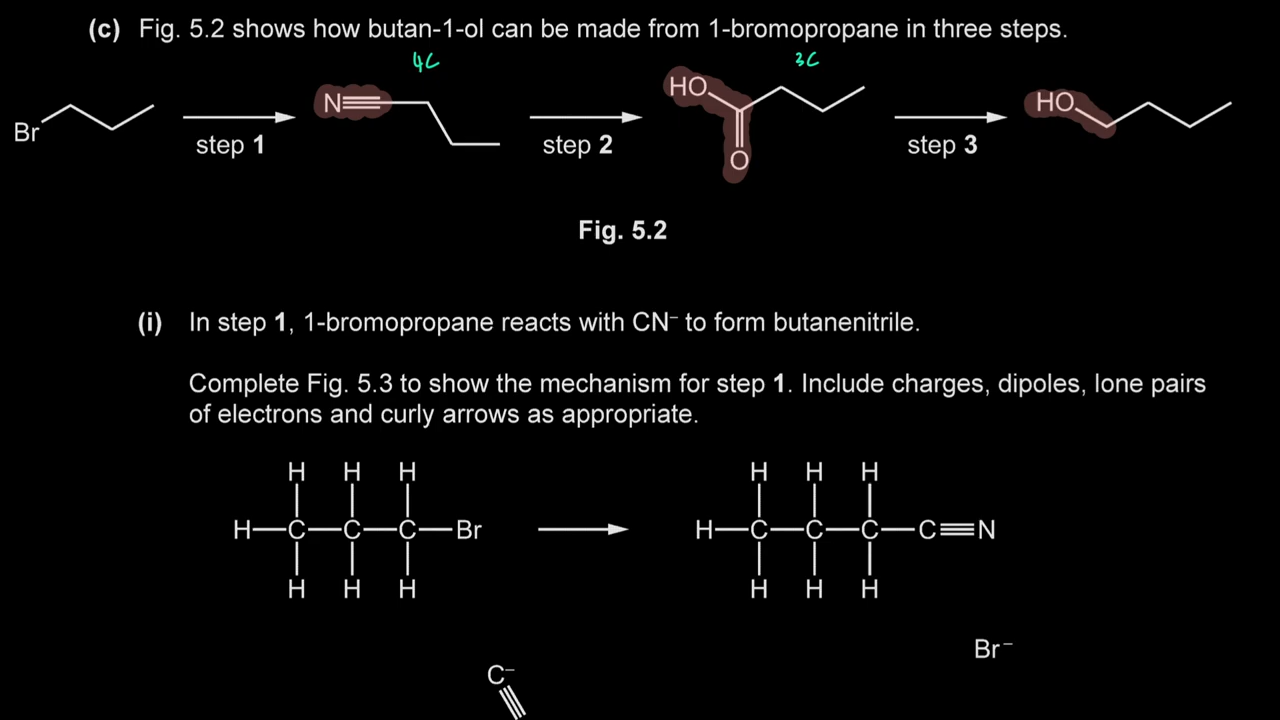 (c) Fig. 5.2 shows how butan-1-ol can be made from 1-bromopropane in three steps.
4C 3C
Br step 1 N step 2 HO O step 3 HO
Fig. 5.2
(i) In step 1, 1-bromopropane reacts with CN⁻ to form butanenitrile.
Complete Fig. 5.3 to show the mechanism for step 1. Include charges, dipoles, lone pairs
of electrons and curly arrows as appropriate.
H H H H H H
H—C—C—C—Br H—C—C—C—C≡N
H H H H H H
Br⁻
C⁻